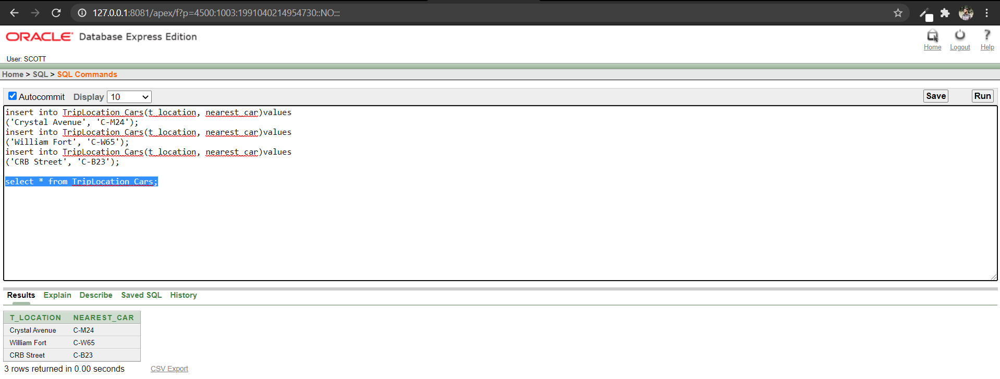 127.0.0.1:8081/apex/f?p=4500:1003:1991040214954730::NO:::
ORACLE Database Express Edition
Home Logout Help
User: SCOTT
Home > SQL > SQL Commands
Autocommit Display 10 Save Run
insert into TripLocation_Cars(t_location, nearest_car)values
('Crystal Avenue', 'C-M24');
insert into TripLocation_Cars(t_location, nearest_car)values
('William Fort', 'C-W65');
insert into TripLocation_Cars(t_location, nearest_car)values
('CRB Street', 'C-B23');
select * from TripLocation_Cars;
Results Explain Describe Saved SQL History
T_LOCATION NEAREST_CAR
Crystal Avenue C-M24
William Fort C-W65
CRB Street C-B23
3 rows returned in 0.00 seconds CSV Export